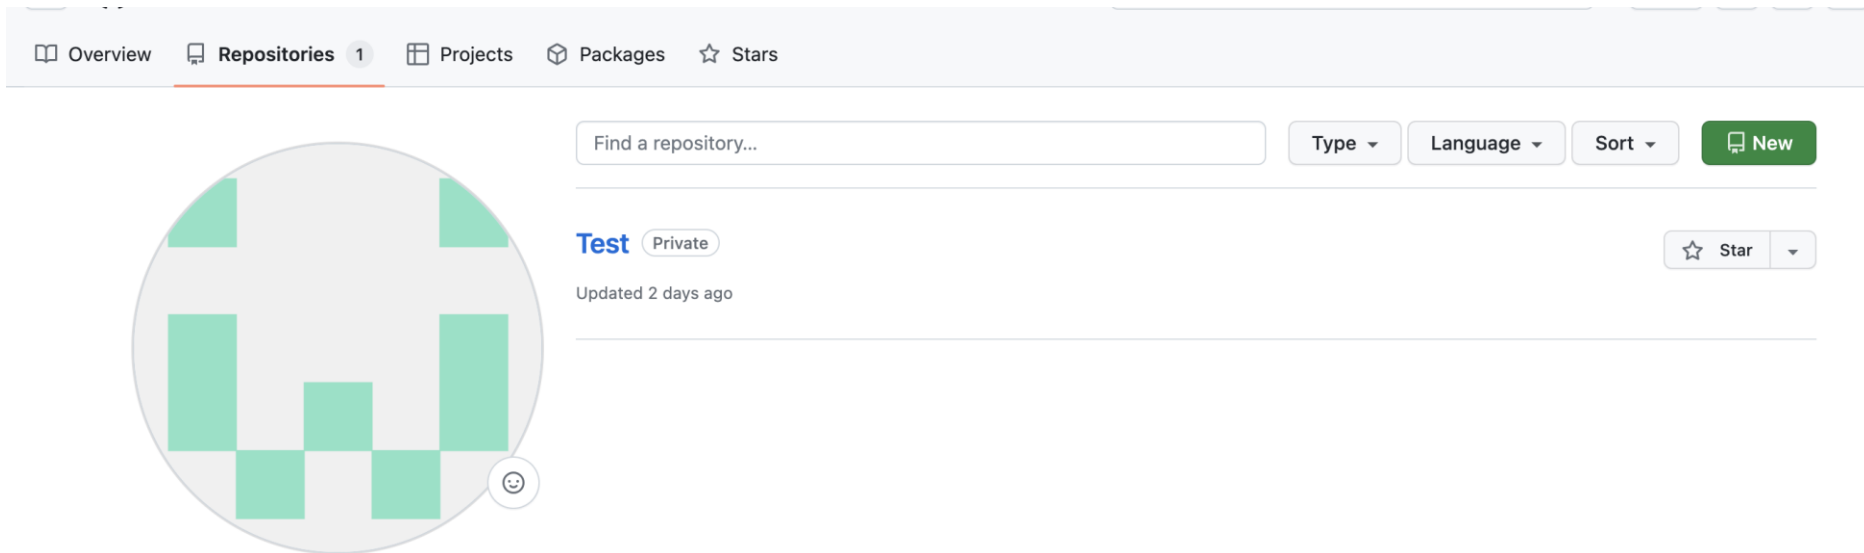 Overview Repositories 1 Projects Packages Stars
Find a repository... Type Language Sort New
Test Private Star
Updated 2 days ago